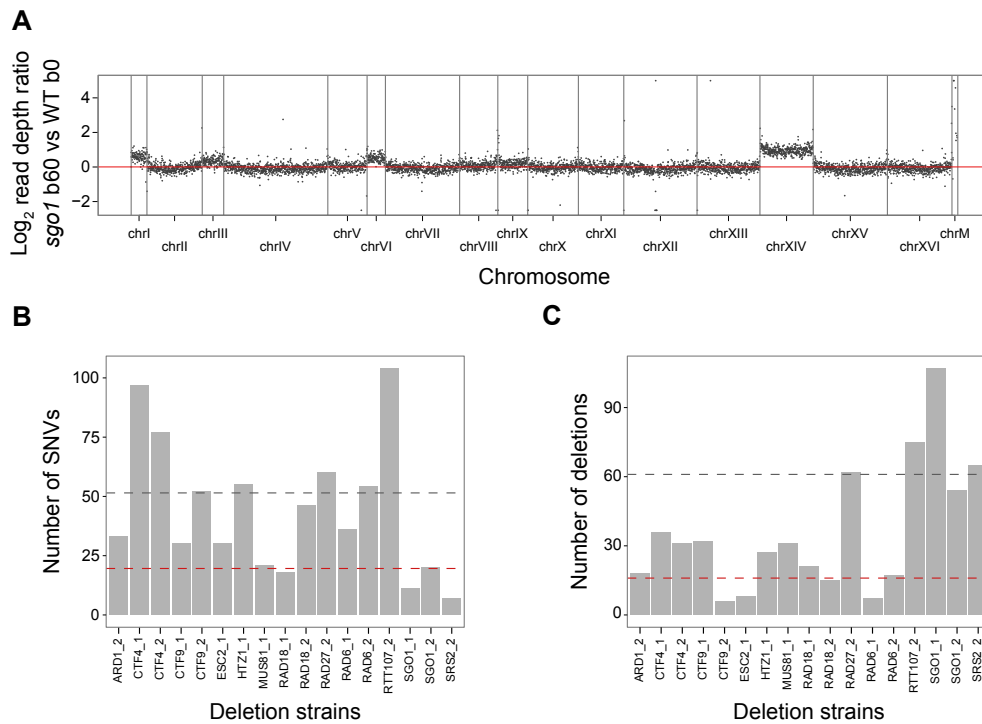 A
Log2 read depth ratio
sgo1 b60 vs WT b0
4
2
0
−2
chrI
chrII
chrIII
chrIV
chrV
chrVI
chrVII
chrVIII
chrIX
chrX
chrXI
chrXII
chrXIII
chrXIV
chrXV
chrXVI
chrM
Chromosome
B
Number of SNVs
100
75
50
25
0
ARD1_2
CTF4_1
CTF4_2
CTF9_1
CTF9_2
ESC2_1
HTZ1_1
MUS81_1
RAD18_1
RAD18_2
RAD27_2
RAD6_1
RAD6_2
RTT107_2
SGO1_1
SGO1_2
SRS2_2
Deletion strains
C
Number of deletions
90
60
30
0
ARD1_2
CTF4_1
CTF4_2
CTF9_1
CTF9_2
ESC2_1
HTZ1_1
MUS81_1
RAD18_1
RAD18_2
RAD27_2
RAD6_1
RAD6_2
RTT107_2
SGO1_1
SGO1_2
SRS2_2
Deletion strains